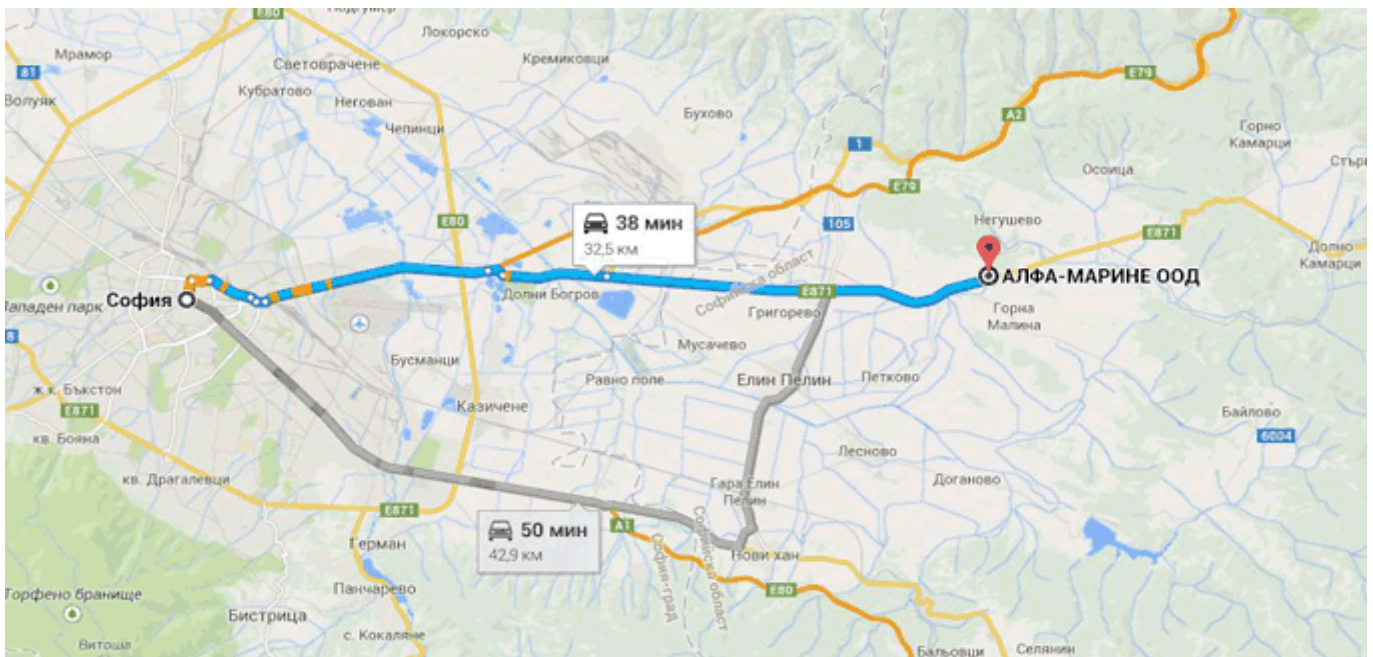 E80
Локорско
Мрамор
Кремиковци
81
Световрачене
E79
Волуяк
Кубратово
Негован
Бухово
A2
Чепинци
Горно
Камарци
1
Осоица
E79
38 мин
32,5 км
E80
105
Негушево
E871
Долно
Камарци
АЛФА-МАРИНЕ ООД
Софийска област
София
Западен парк
Долни Богров
E871
Григорево
Горна
Малина
8
Бусманци
Мусачево
ж.к. Бъкстон
Равно поле
Елин Пелин
Петково
E871
Казичене
Байлово
кв. Бояна
6004
Лесново
кв. Драгалевци
Гара Елин
Пелин
Доганово
E871
50 мин
42,9 км
A1
Герман
Нови хан
София-град
Софийска област
Панчарево
E80
Торфено бранище
Бистрица
с. Кокаляне
Витоша
Бальовци
Селянин